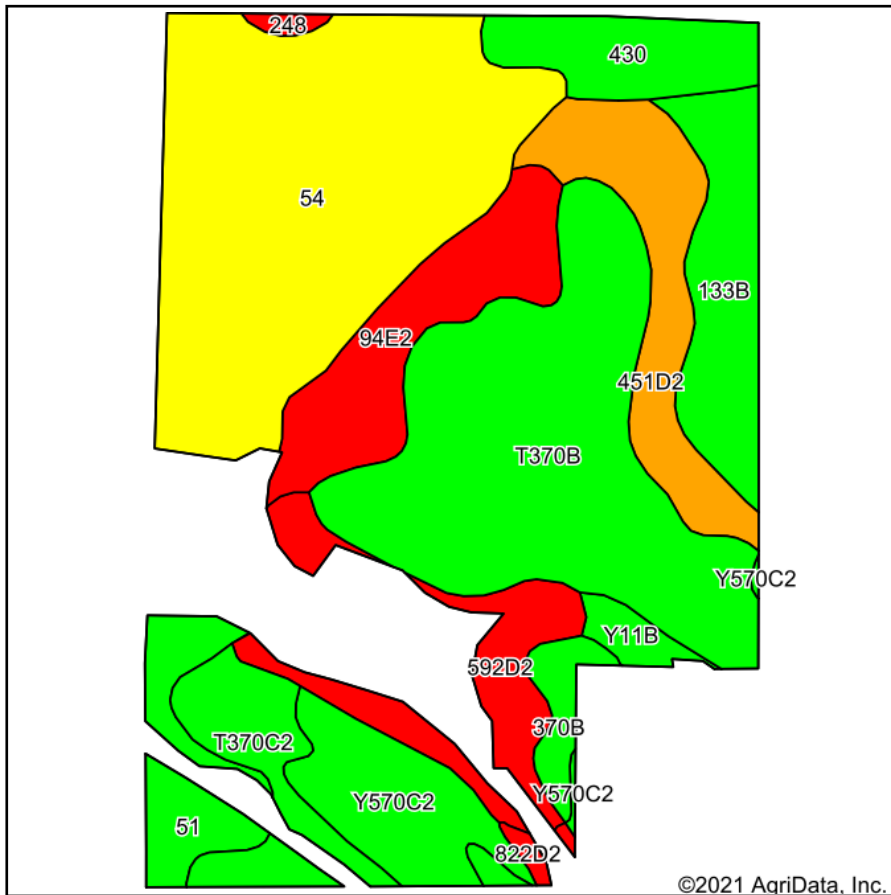 248
430
54
133B
94E2
451D2
T370B
Y570C2
Y11B
592D2
370B
T370C2
Y570C2
Y570C2
51
822D2
©2021 AgriData, Inc.